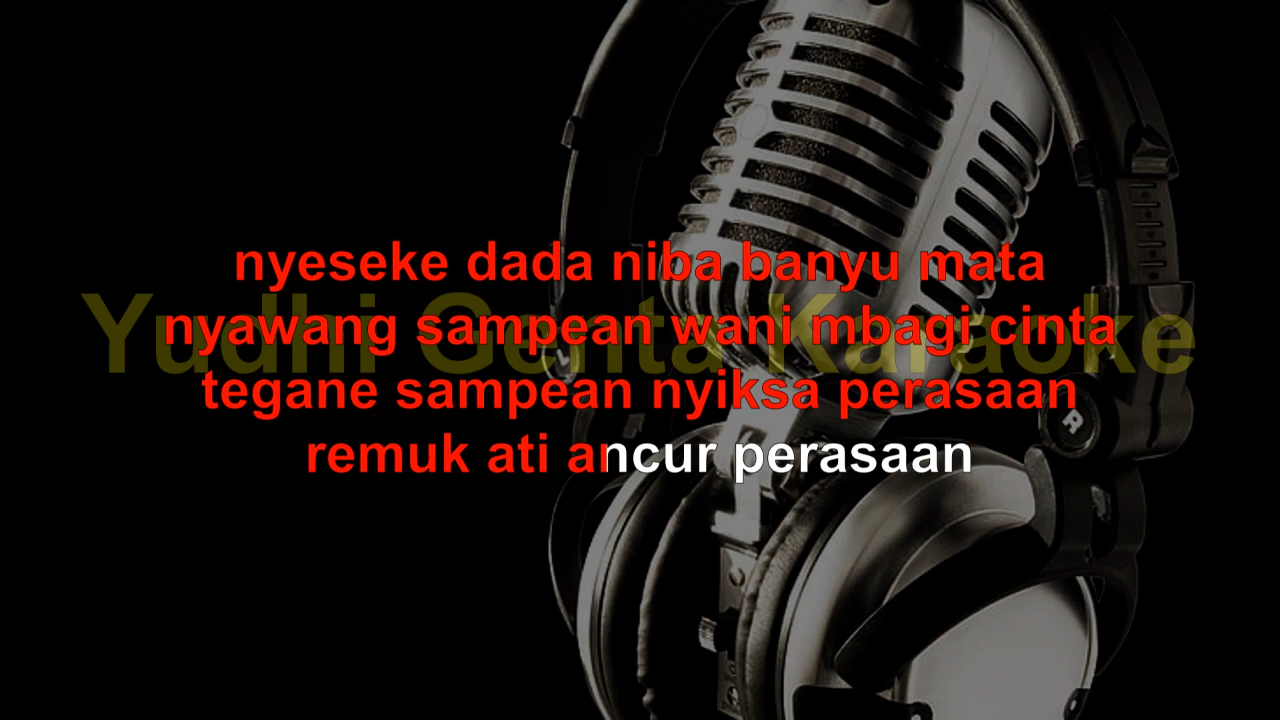 nyeseke dada niba banyu mata
nyawang sampean wani mbagi cinta
Yudhi Genta Karaoke
tegane sampean nyiksa perasaan
remuk ati ancur perasaan
R